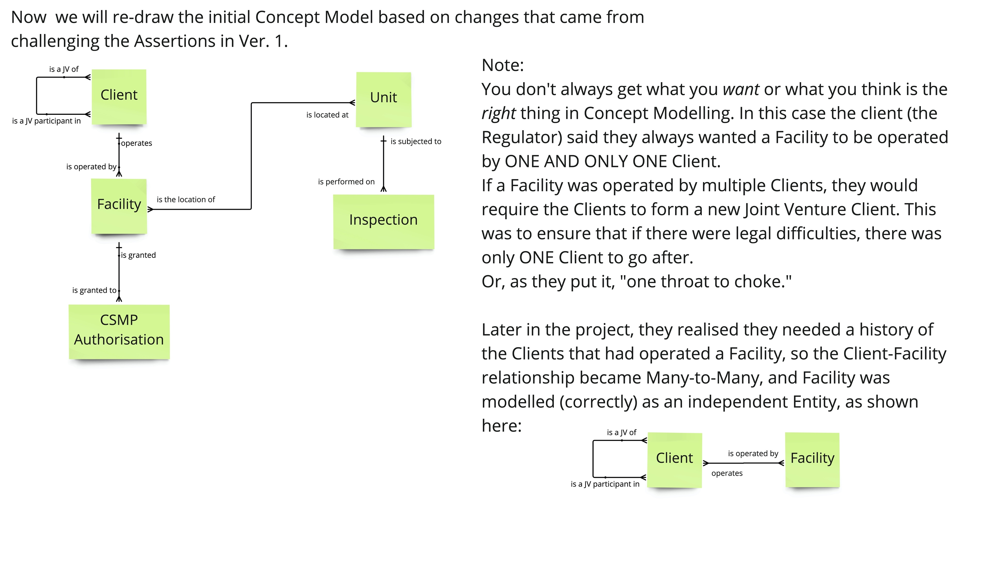 Now  we will re-draw the initial Concept Model based on changes that came from
challenging the Assertions in Ver. 1.
is a JV of
Client
is a JV participant in
operates
is operated by
Facility
is the location of
is granted
is granted to
CSMP
Authorisation
Unit
is located at
is subjected to
is performed on
Inspection
Note:
You don't always get what you want or what you think is the
right thing in Concept Modelling. In this case the client (the
Regulator) said they always wanted a Facility to be operated
by ONE AND ONLY ONE Client.
If a Facility was operated by multiple Clients, they would
require the Clients to form a new Joint Venture Client. This
was to ensure that if there were legal difficulties, there was
only ONE Client to go after.
Or, as they put it, "one throat to choke."
Later in the project, they realised they needed a history of
the Clients that had operated a Facility, so the Client-Facility
relationship became Many-to-Many, and Facility was
modelled (correctly) as an independent Entity, as shown
here:
is a JV of
Client
is a JV participant in
is operated by
operates
Facility